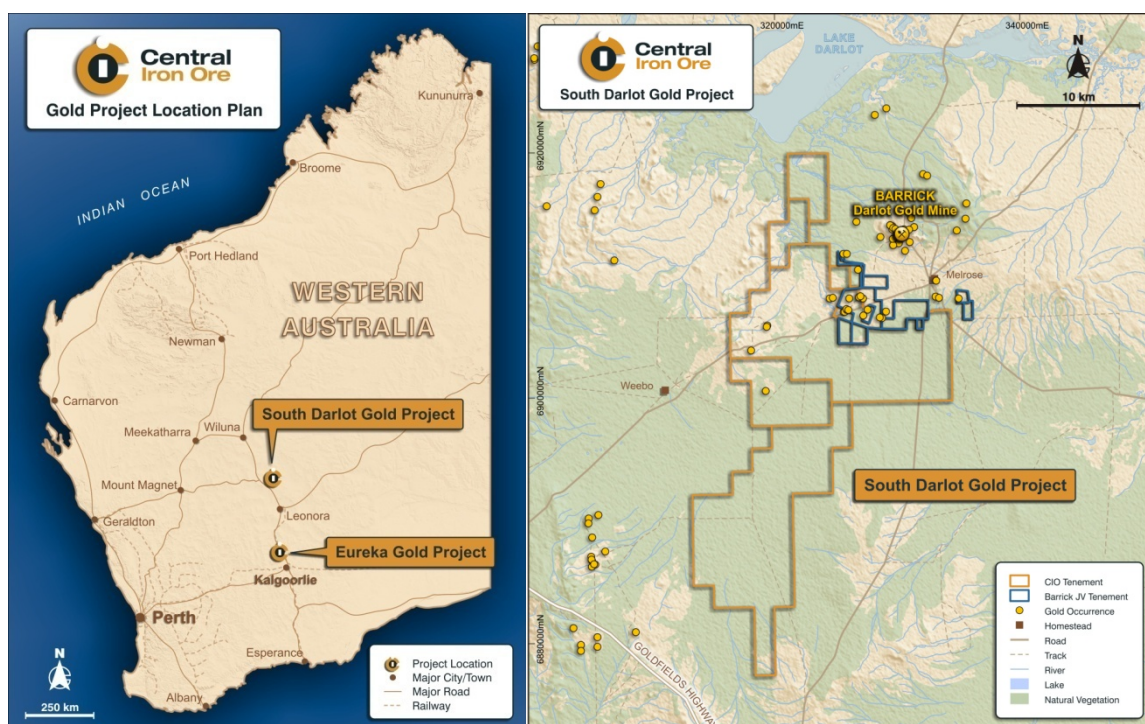 Central
Iron Ore
Gold Project Location Plan
Kununurra
Broome
INDIAN OCEAN
Port Hedland
WESTERN
AUSTRALIA
Newman
Carnarvon
South Darlot Gold Project
Meekatharra
Wiluna
Mount Magnet
Leonora
Geraldton
Eureka Gold Project
Kalgoorlie
Perth
Esperance
Albany
N
250 km
Project Location
Major City/Town
Major Road
Railway
Central
Iron Ore
South Darlot Gold Project
320000mE
340000mE
LAKE
DARLOT
N
10 km
6920000mN
BARRICK
Darlot Gold Mine
Melrose
Weebo
6900000mN
South Darlot Gold Project
6880000mN
GOLDFIELDS HIGHWAY
CIO Tenement
Barrick JV Tenement
Gold Occurrence
Homestead
Road
Track
River
Lake
Natural Vegetation